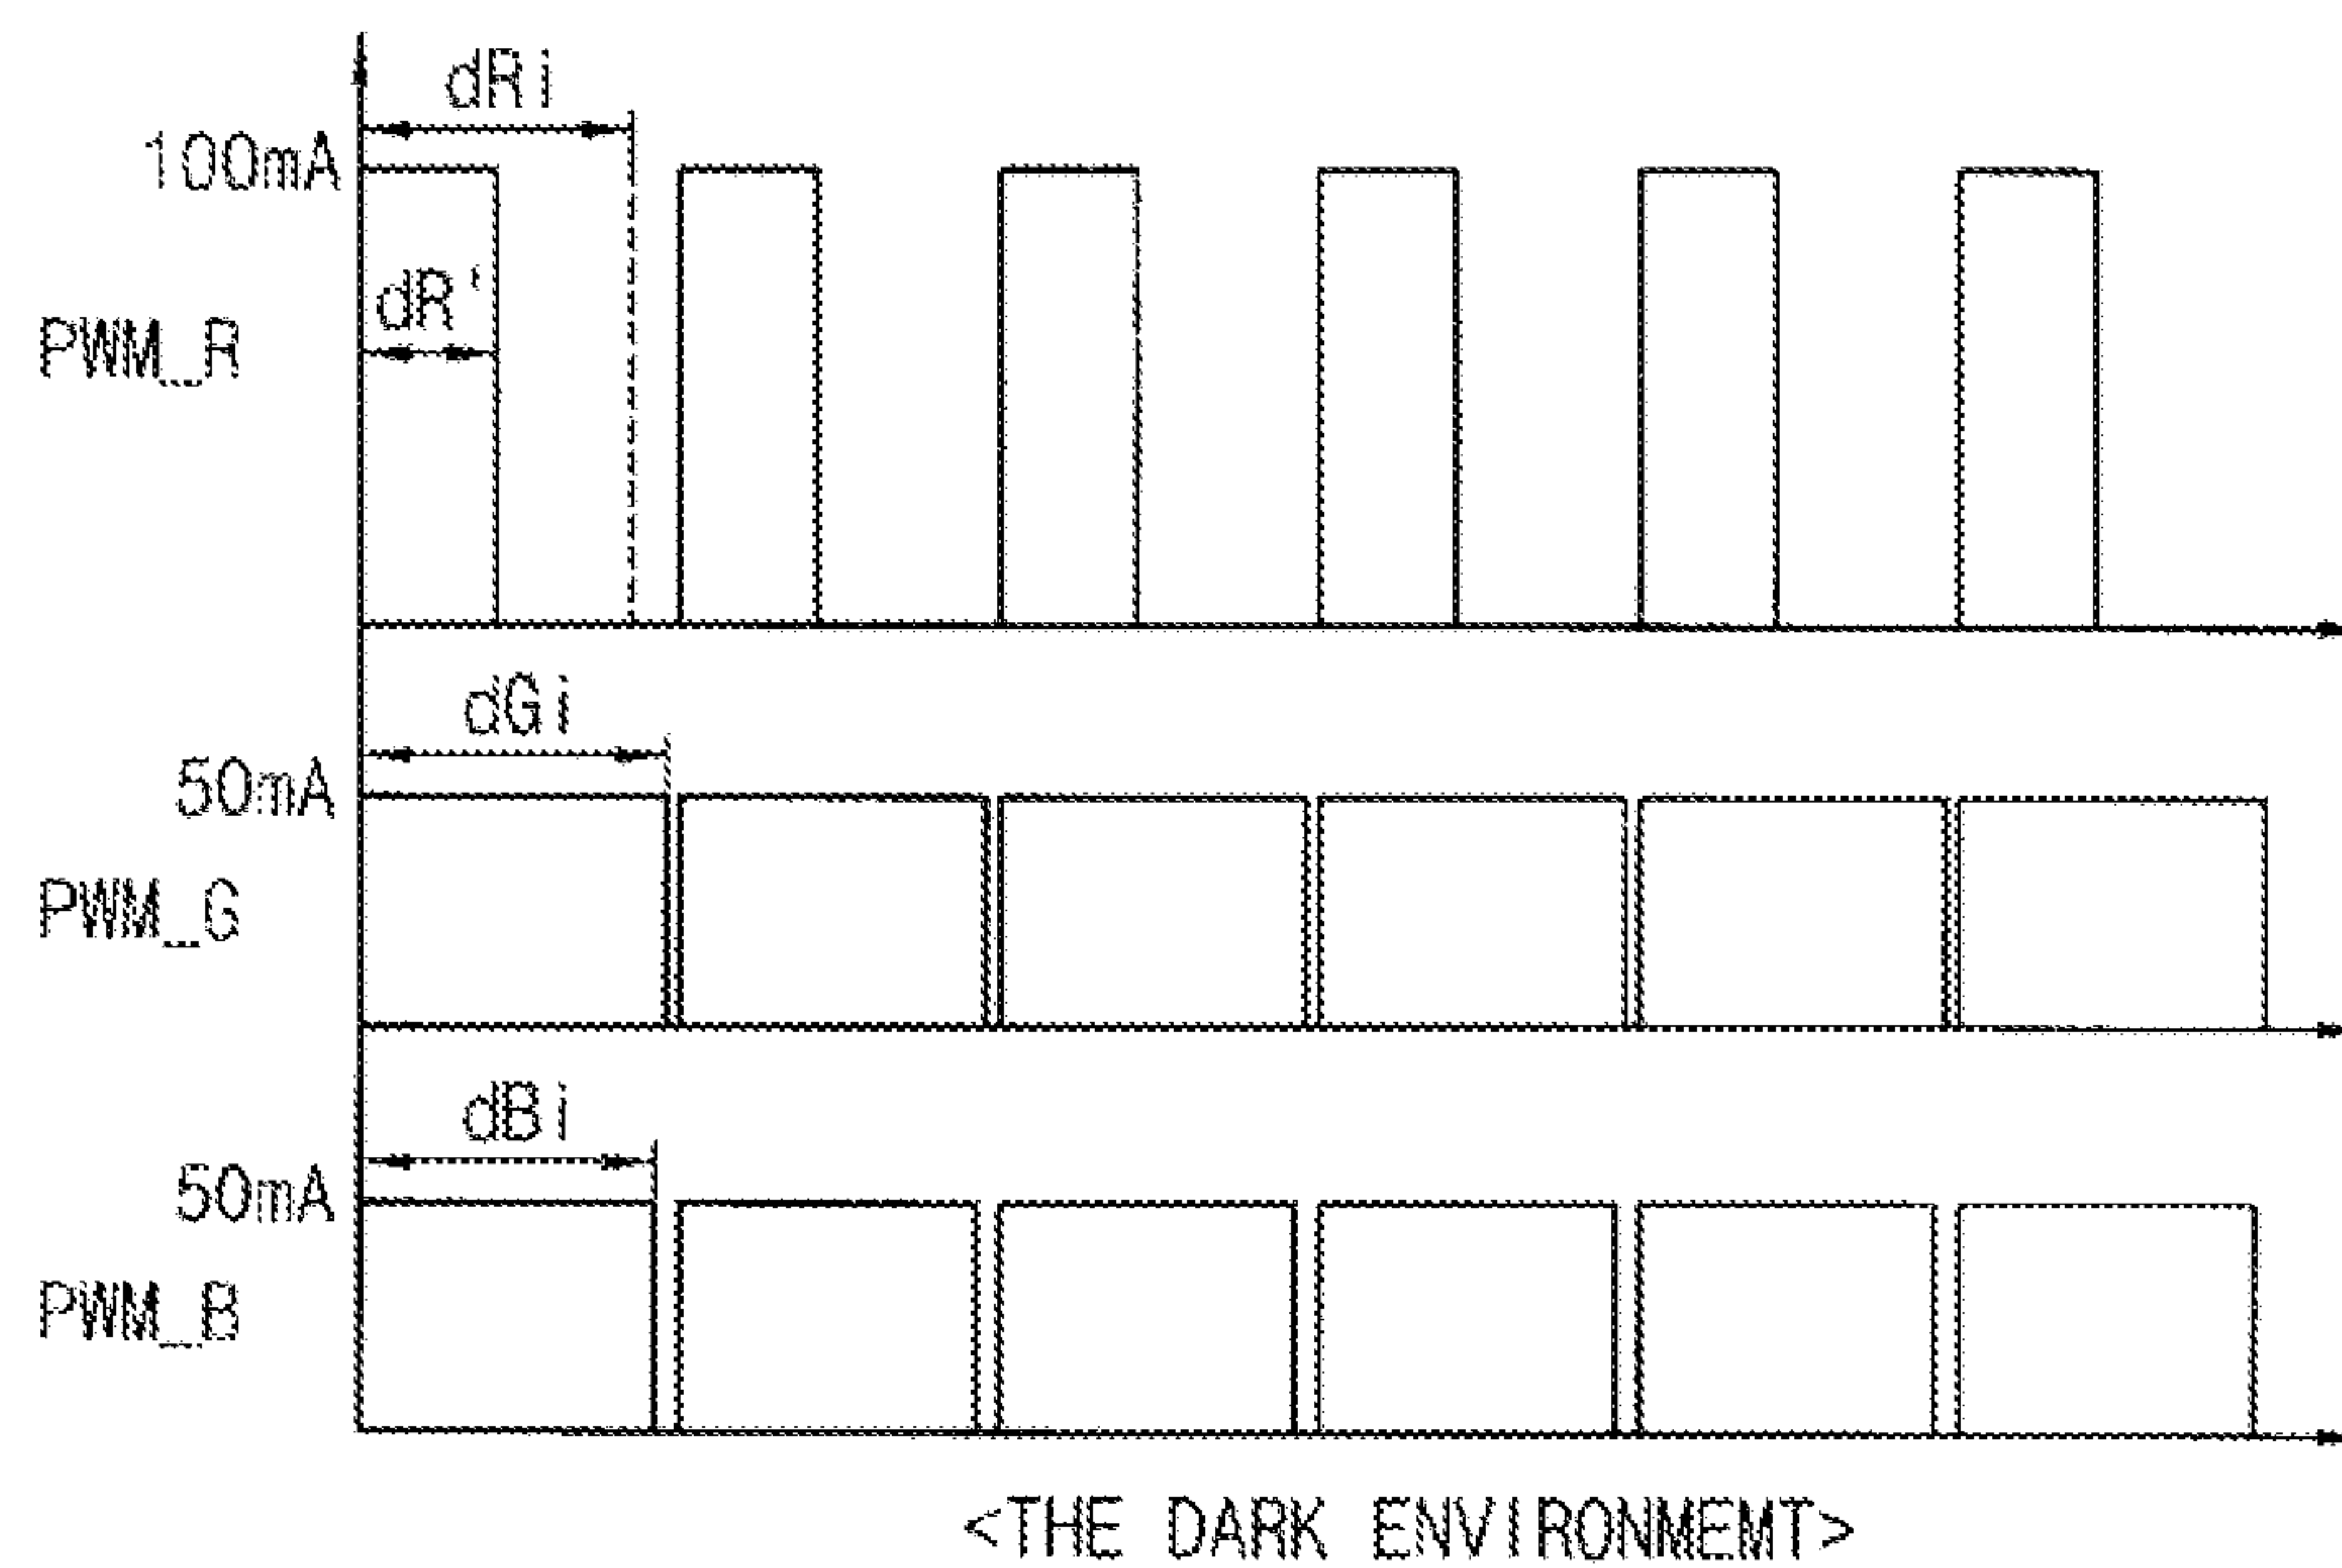 dRi
100mA
dR'
PWM_R
dGi
50mA
PWM_G
dBi
50mA
PWM_B
<THE DARK ENVIRONMEMT>